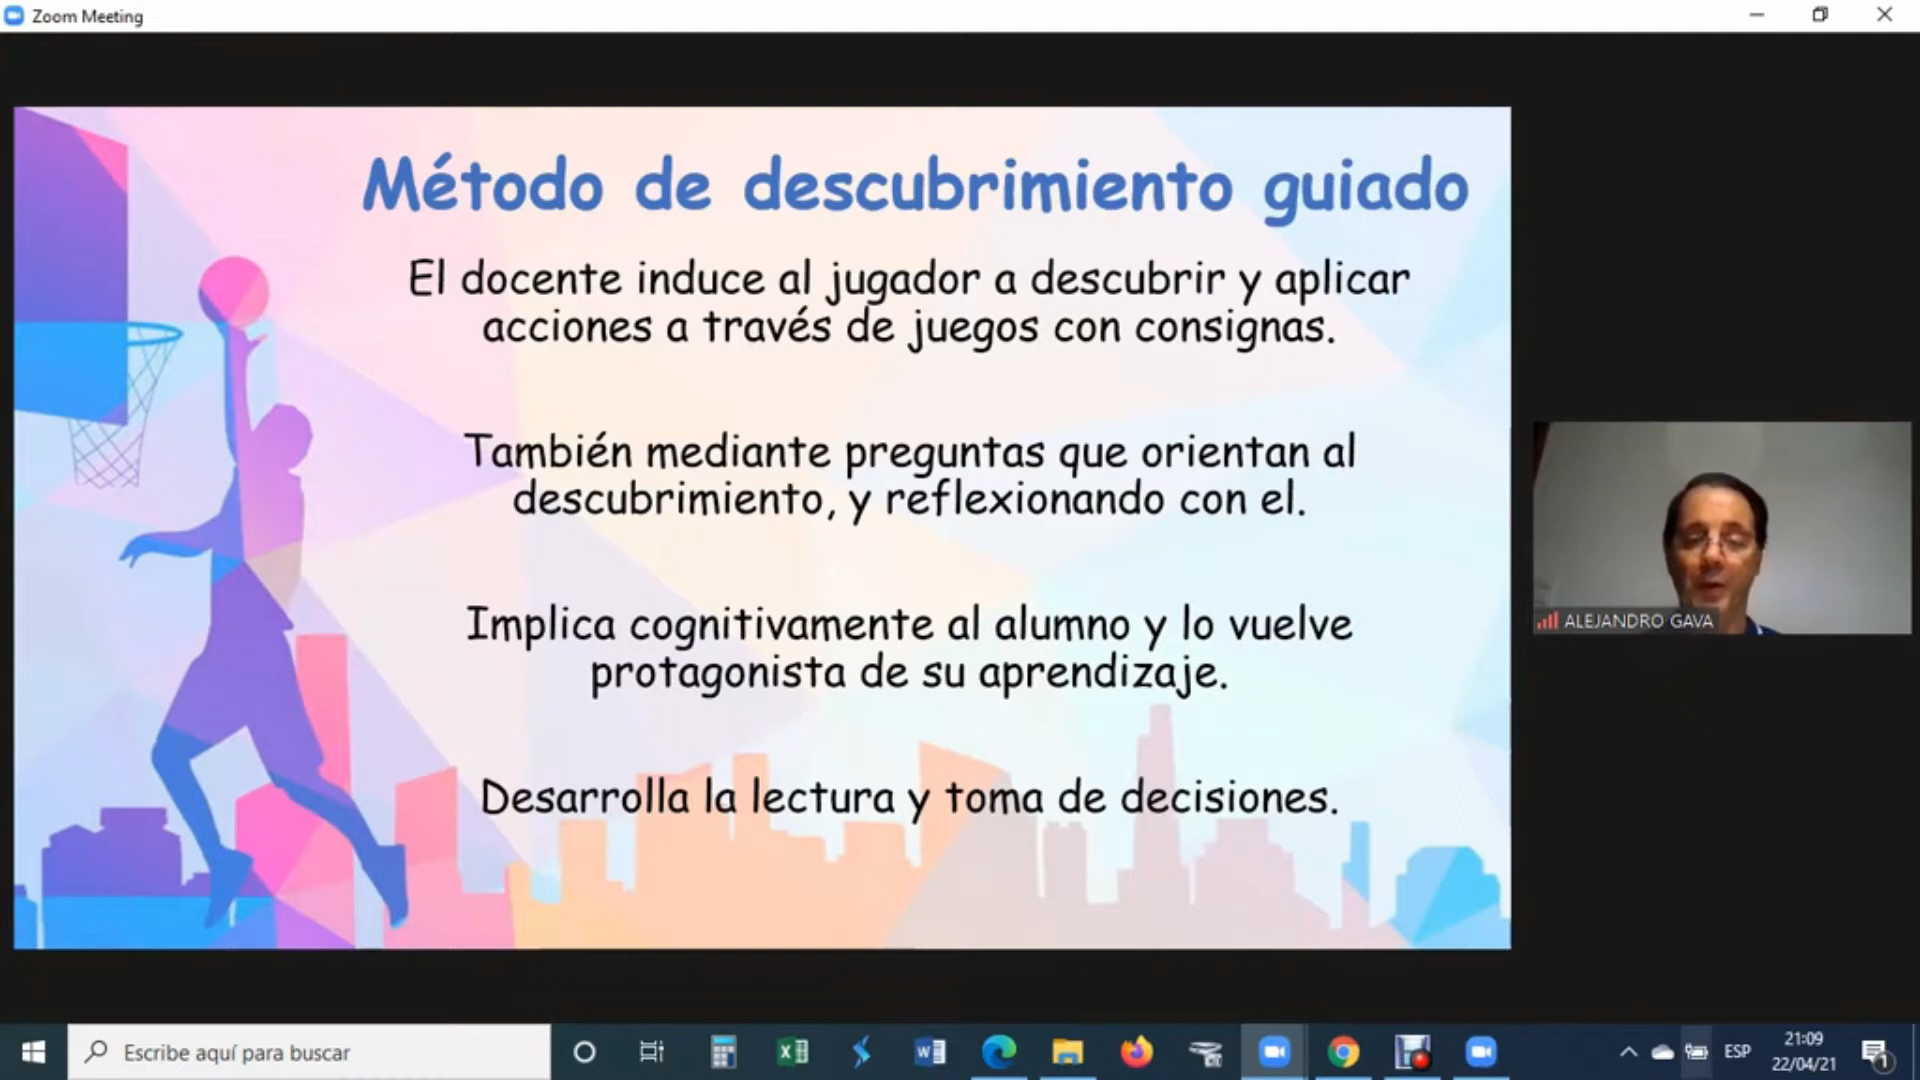 Zoom Meeting
Método de descubrimiento guiado
El docente induce al jugador a descubrir y aplicar
acciones a través de juegos con consignas.
También mediante preguntas que orientan al
descubrimiento, y reflexionando con el.
Implica cognitivamente al alumno y lo vuelve
protagonista de su aprendizaje.
Desarrolla la lectura y toma de decisiones.
ALEJANDRO GAVA
Escribe aquí para buscar
ESP
21:09
22/04/21
1